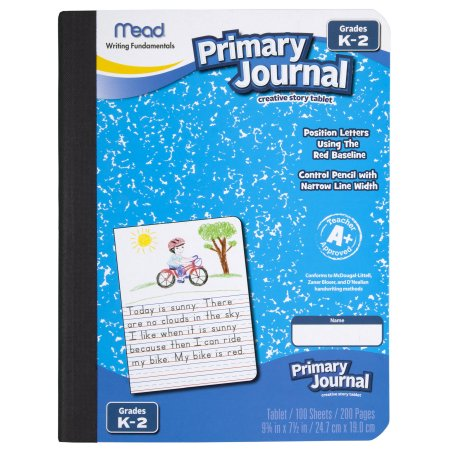 Mead
Writing Fundamentals
Primary
Journal
creative story tablet
Grades
K-2
Position Letters
Using The
Red Baseline
Control Pencil with
Narrow Line Width
Teacher
A+
Approved
Conforms to McDougal-Littell,
Zaner Bloser, and D'Nealian
handwriting methods
Today is sunny. There
are no clouds in the sky.
I like when it is sunny
because then I can ride
my bike. My bike is red.
Name
Primary
Journal
creative story tablet
Grades
K-2
Tablet / 100 Sheets / 200 Pages
9¾ in x 7½ in / 24.7 cm x 19.0 cm